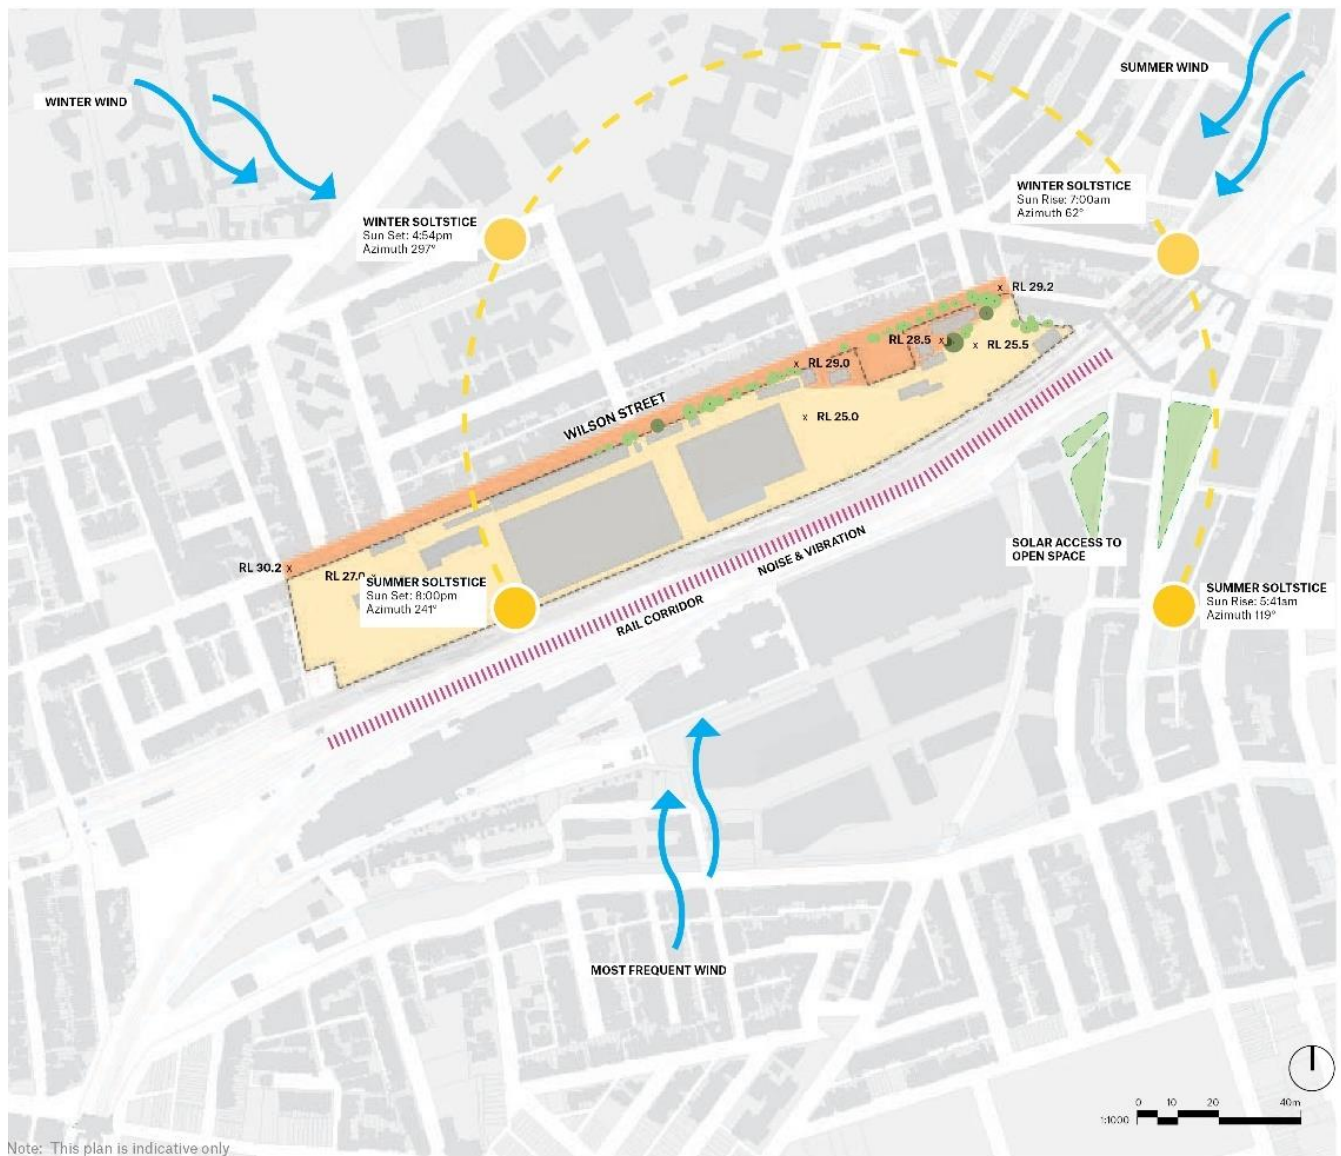 WINTER WIND
SUMMER WIND
WINTER SOLTSTICE
Sun Rise: 7:00am
Azimuth 62°
WINTER SOLTSTICE
Sun Set: 4:54pm
Azimuth 297°
RL 29.2
RL 28.5
RL 25.5
RL 29.0
WILSON STREET
RL 25.0
RL 30.2
RL 27.0
SUMMER SOLTSTICE
Sun Set: 8:00pm
Azimuth 241°
NOISE & VIBRATION
RAIL CORRIDOR
SOLAR ACCESS TO
OPEN SPACE
SUMMER SOLTSTICE
Sun Rise: 5:41am
Azimuth 119°
MOST FREQUENT WIND
0 10 20 40m
1:1000
Note: This plan is indicative only